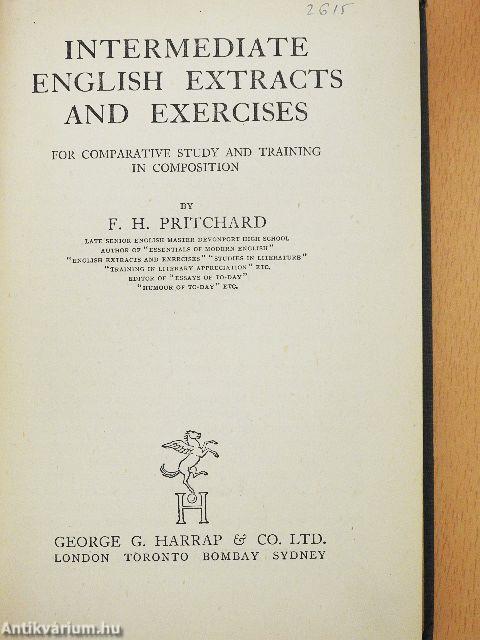 2615
INTERMEDIATE
ENGLISH EXTRACTS
AND EXERCISES
FOR COMPARATIVE STUDY AND TRAINING
IN COMPOSITION
BY
F. H. PRITCHARD
LATE SENIOR ENGLISH MASTER DEVONPORT HIGH SCHOOL
AUTHOR OF "ESSENTIALS OF MODERN ENGLISH"
"ENGLISH EXTRACTS AND EXERCISES" "STUDIES IN LITERATURE"
"TRAINING IN LITERARY APPRECIATION" ETC.
EDITOR OF "ESSAYS OF TO-DAY"
"HUMOUR OF TO-DAY" ETC.
H
GEORGE G. HARRAP & CO. LTD.
LONDON TORONTO BOMBAY SYDNEY
Antikvárium.hu